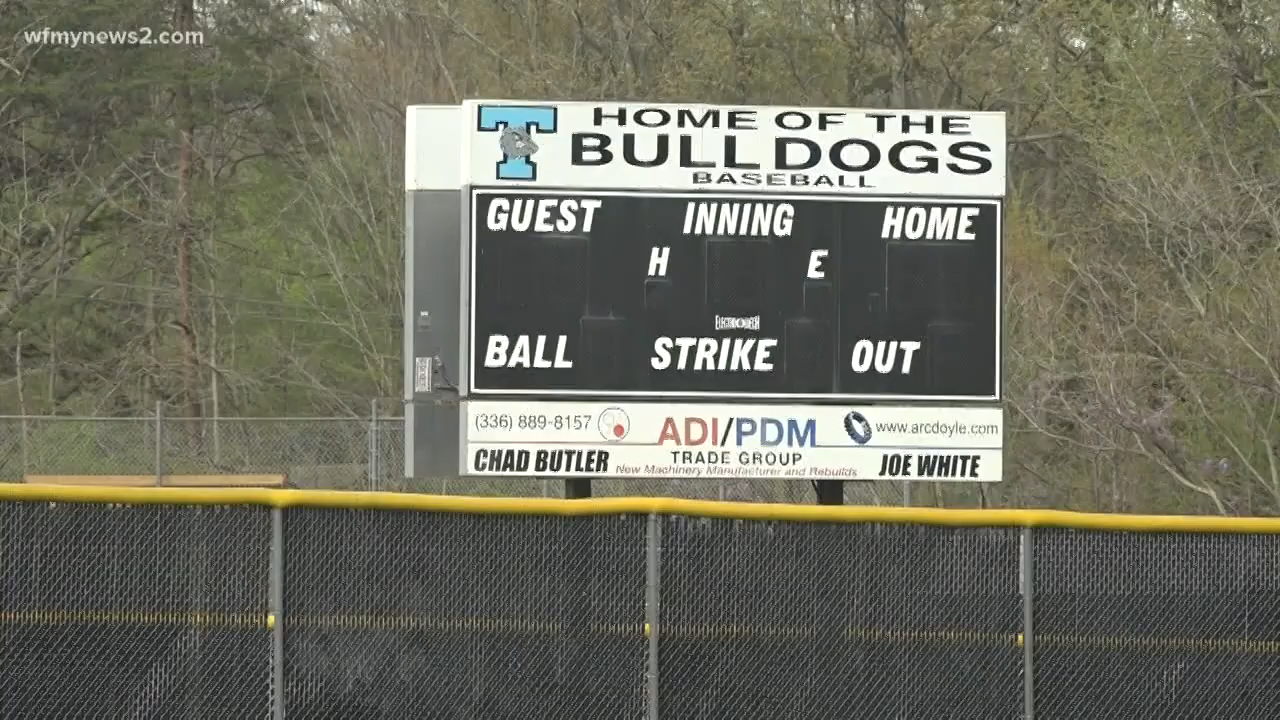 wfmynews2.com
T
HOME OF THE
BULLDOGS
BASEBALL
GUEST INNING HOME
H E
BALL STRIKE OUT
(336) 889-8157 ADI/PDM www.arcdoyle.com
TRADE GROUP
CHAD BUTLER New Machinery Manufacturer and Rebuilds JOE WHITE